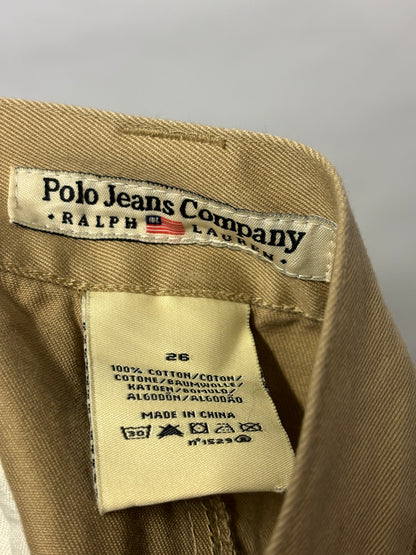 Polo Jeans Company
• RALPH LAUREN •
26
100% COTTON/COTON/
COTONE/BAUMWOLLE/
KATOEN/BOMULD/
ALGODÓN/ALGODÃO
MADE IN CHINA
30
nº1529